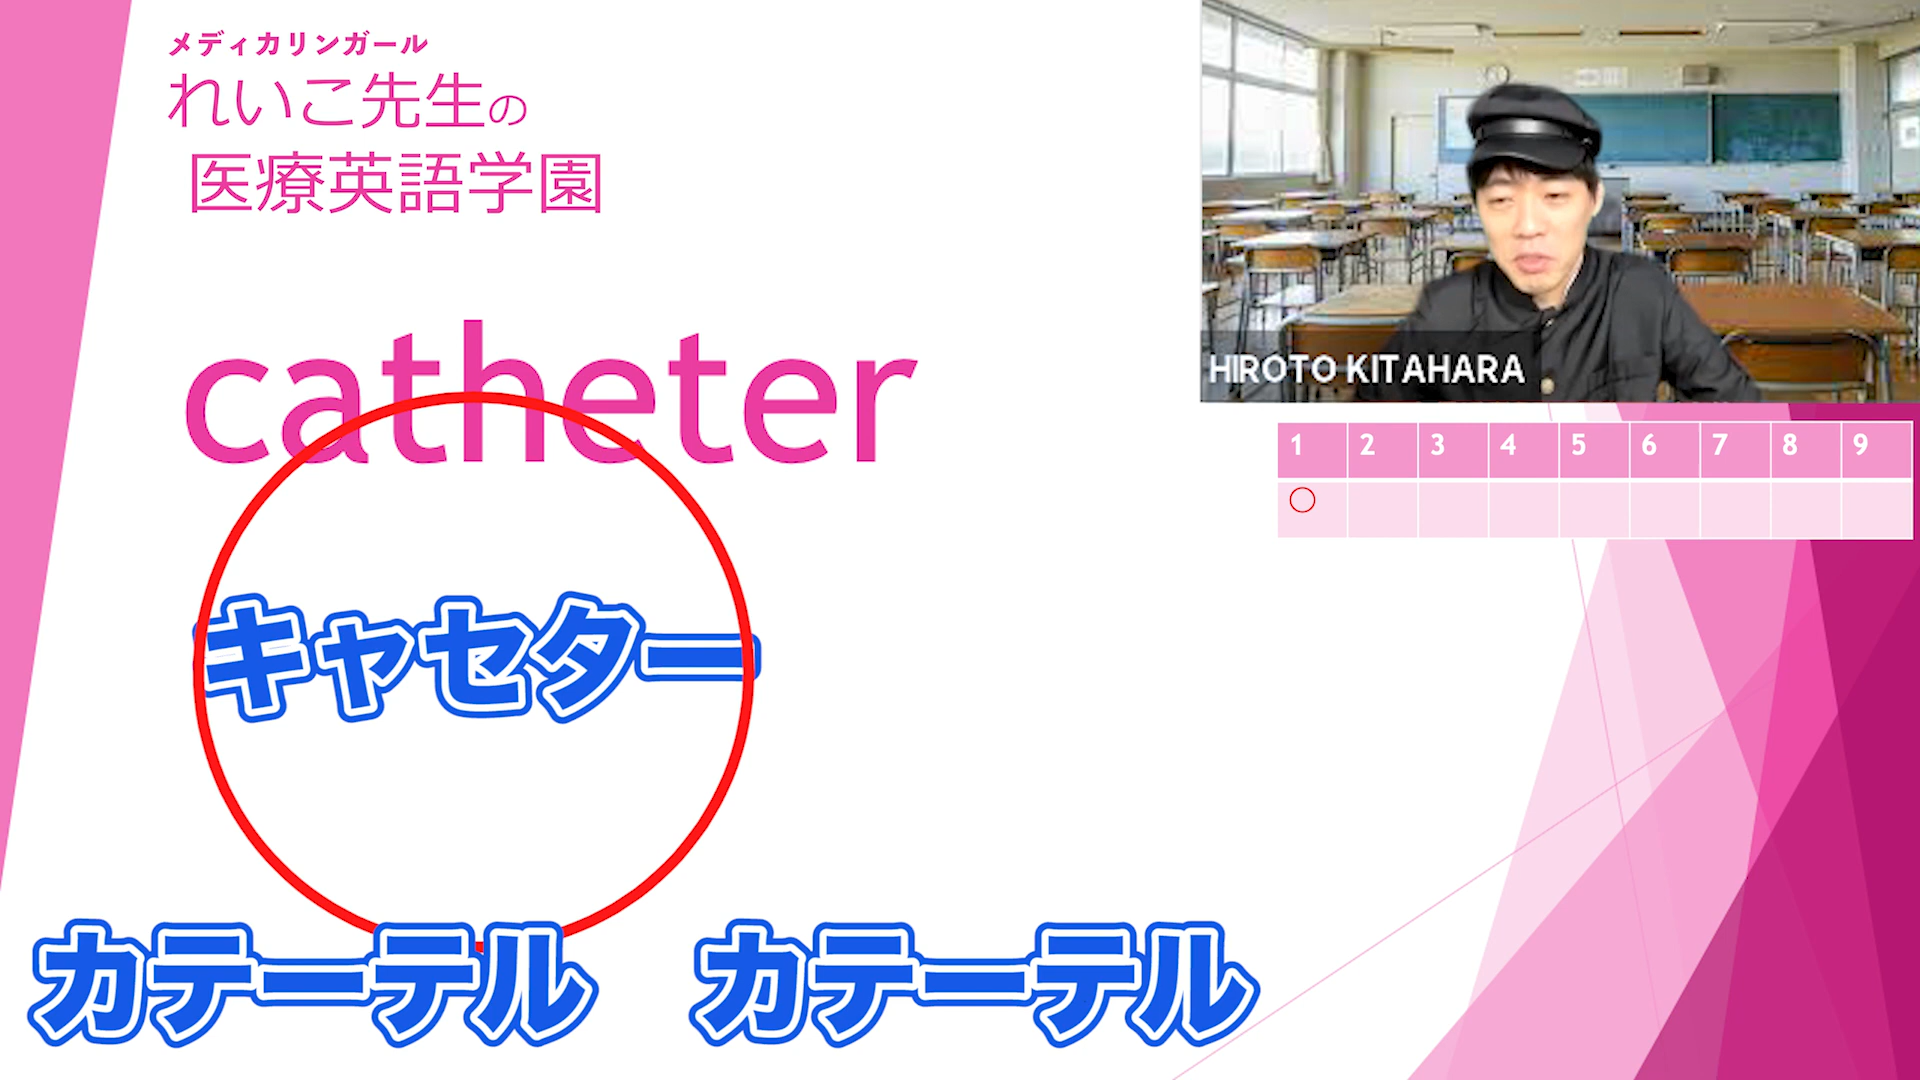 メディカリンガール
れいこ先生の
医療英語学園
catheter
キャセター
カテーテル カテーテル
HIROTO KITAHARA
1 2 3 4 5 6 7 8 9
○